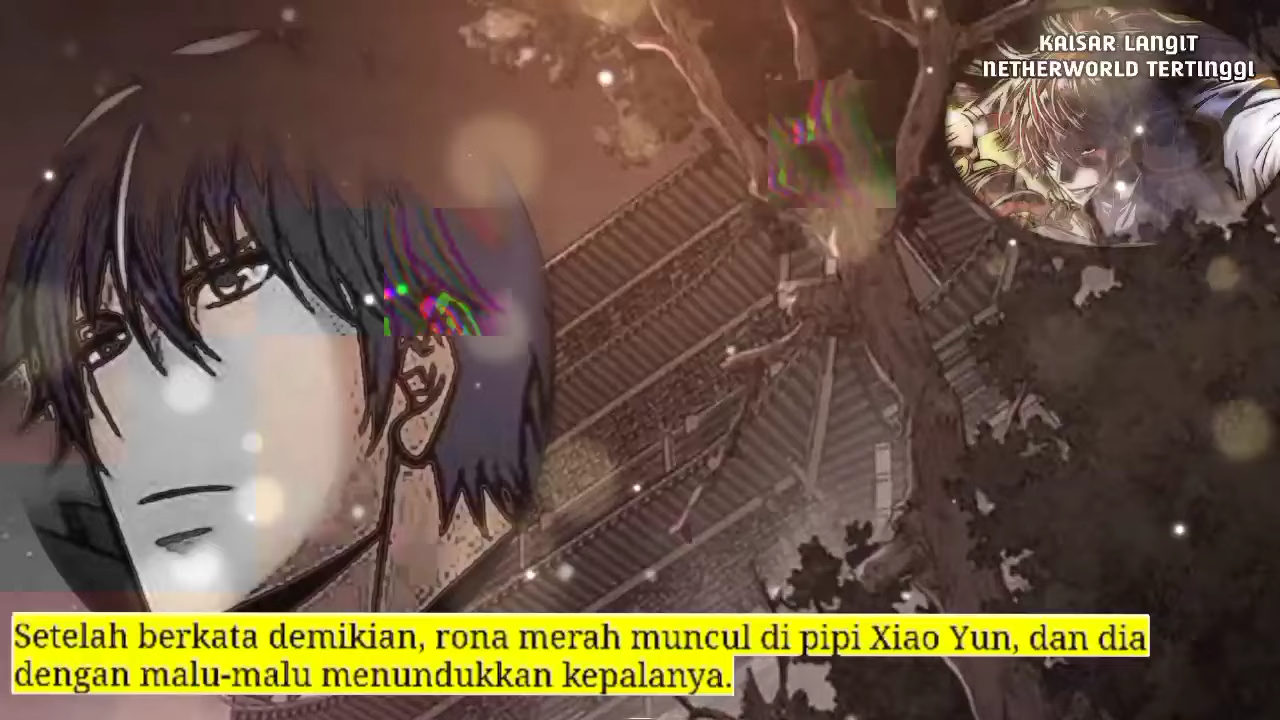 KAISAR LANGIT
NETHERWORLD TERTINGGI
Setelah berkata demikian, rona merah muncul di pipi Xiao Yun, dan dia
dengan malu-malu menundukkan kepalanya.